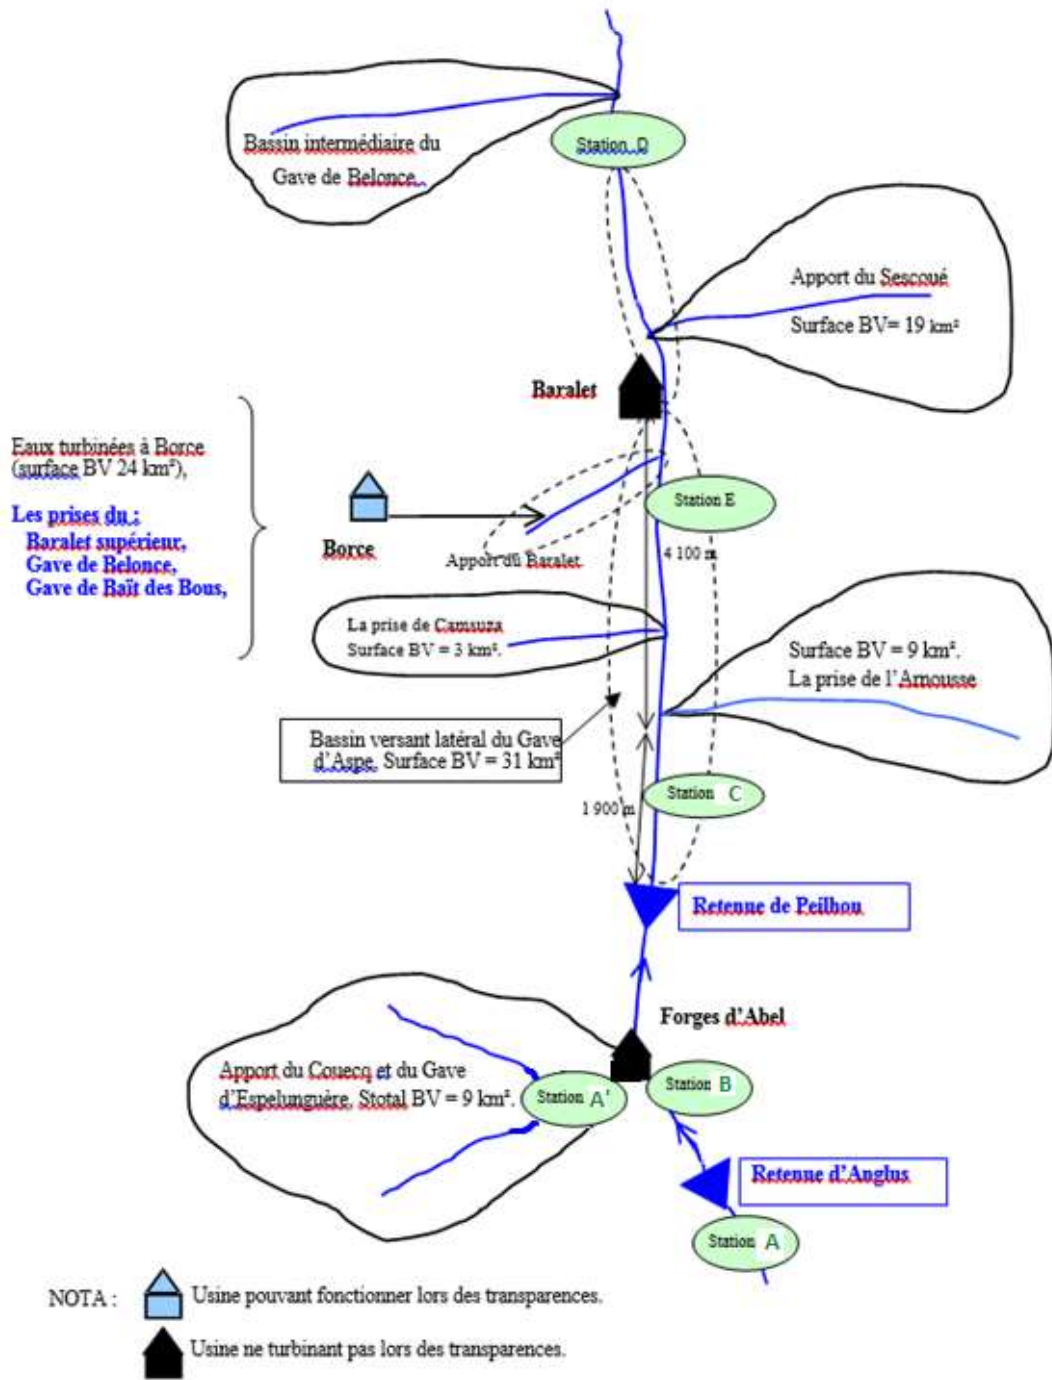 Bassin intermédiaire du
Gave de Belonce,
Station D
Apport du Sescoué
Surface BV= 19 km²
Baralet
Eaux turbinées à Borce
(surface BV 24 km²),
Les prises du :
Baralet supérieur,
Gave de Belonce,
Gave de Baït des Bous,
Borce
Apport du Baralet
Station E
4 100 m
La prise de Camsuza
Surface BV = 3 km².
Surface BV = 9 km².
La prise de l'Arnousse
Bassin versant latéral du Gave
d'Aspe, Surface BV = 31 km²
Station C
1 900 m
Retenue de Peilhou
Forges d'Abel
Apport du Couecq et du Gave
d'Espelunguère, Stotal BV = 9 km².
Station A'
Station B
Retenue d'Anglus
Station A
NOTA :
Usine pouvant fonctionner lors des transparences.
Usine ne turbinant pas lors des transparences.